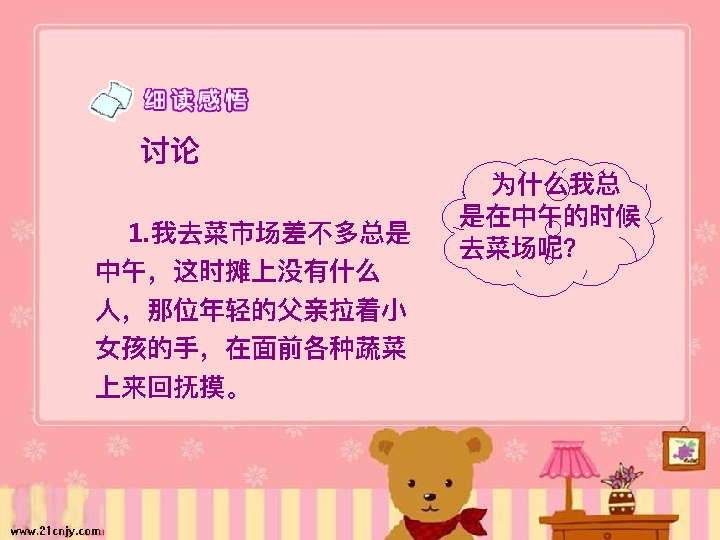 细读感悟
讨论
1.我去菜市场差不多总是
中午，这时摊上没有什么
人，那位年轻的父亲拉着小
女孩的手，在面前各种蔬菜
上来回抚摸。
为什么我总
是在中午的时候
去菜场呢？
www.21cnjy.com